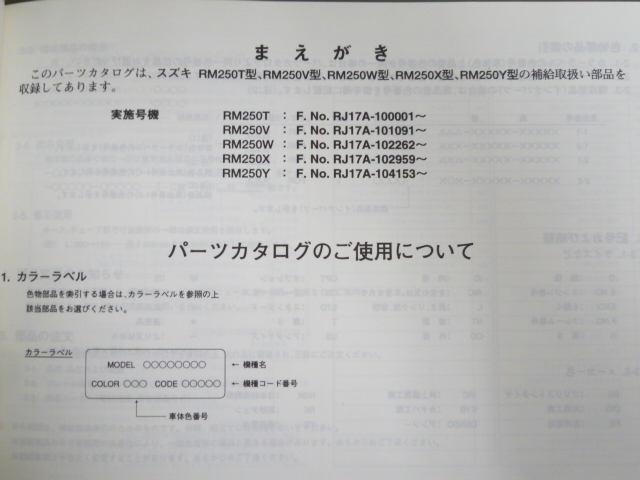 まえがき
このパーツカタログは、スズキ RM250T型、RM250V型、RM250W型、RM250X型、RM250Y型の補給取扱い部品を
収録してあります。
実施号機 RM250T : F. No. RJ17A-100001〜
RM250V : F. No. RJ17A-101091〜
RM250W : F. No. RJ17A-102262〜
RM250X : F. No. RJ17A-102959〜
RM250Y : F. No. RJ17A-104153〜
パーツカタログのご使用について
1. カラーラベル
色物部品を索引する場合は、カラーラベルを参照の上
該当部品をお選びください。
カラーラベル
MODEL ○○○○○○○○ ← 機種名
COLOR ○○○ CODE ○○○○○ ← 機種コード番号
車体色番号